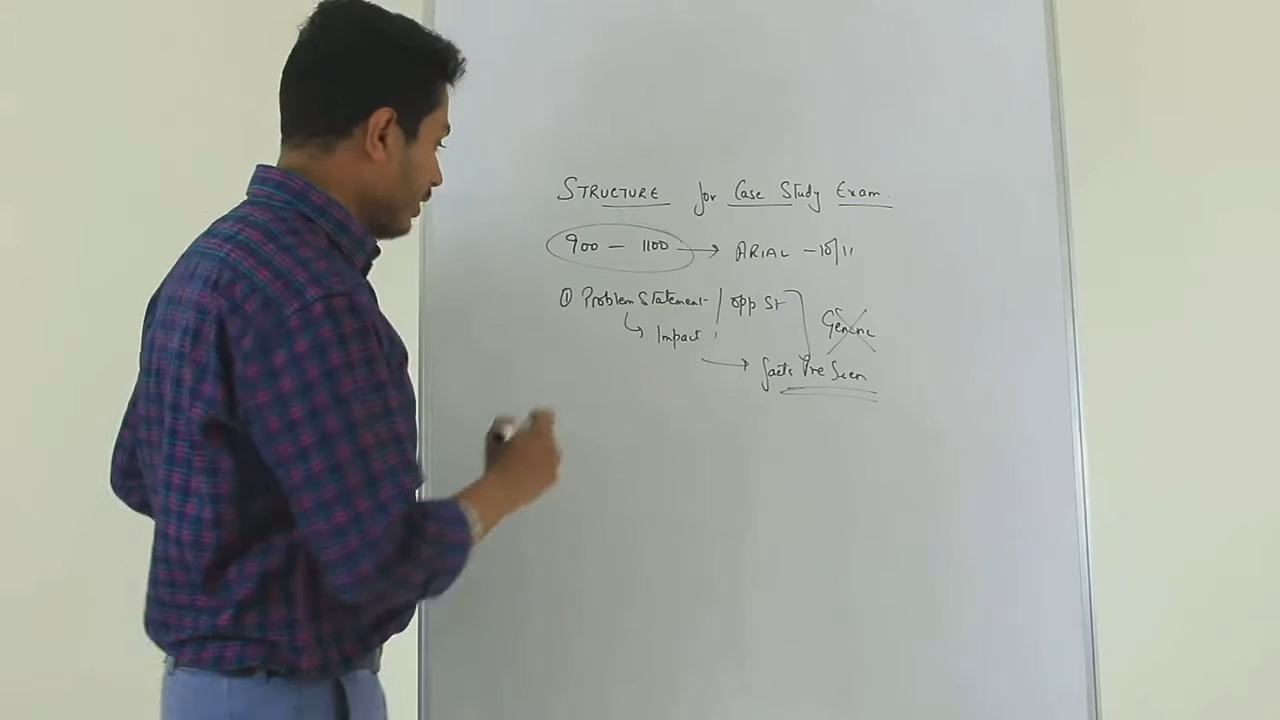 STRUCTURE for Case Study Exam.
900 — 1100 → ARIAL – 10/11
① Problem Statement / opp St
Generic
↳ Impact
→ facts Pre Seen